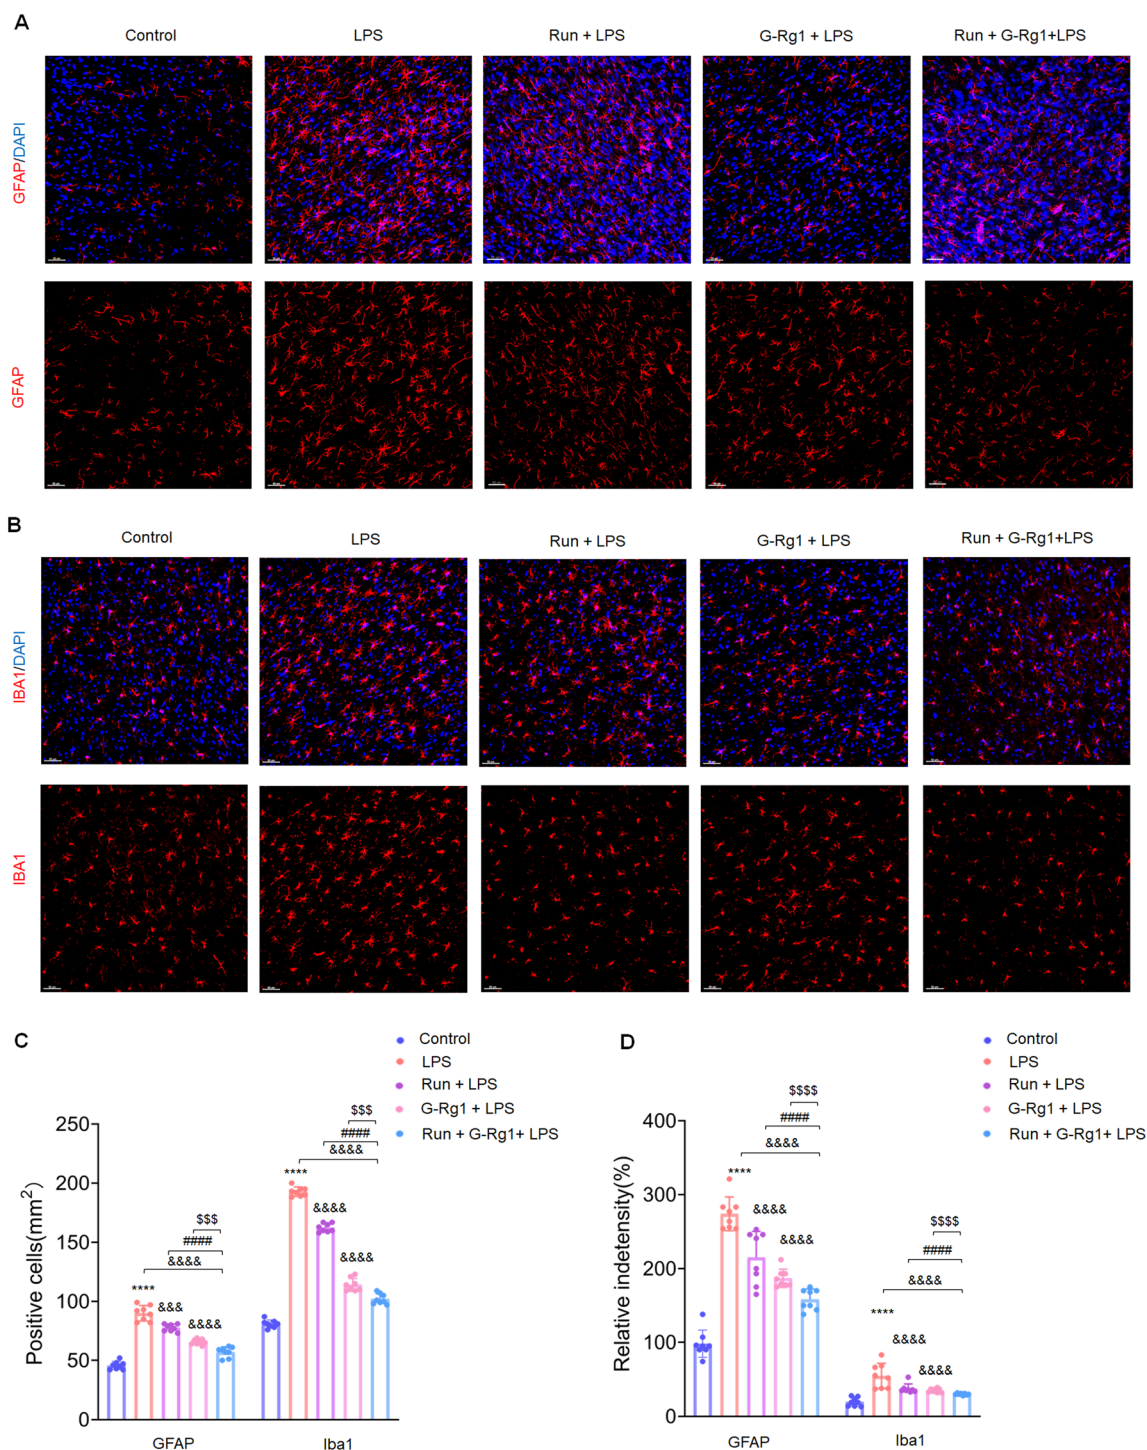 A
Control LPS Run + LPS G-Rg1 + LPS Run + G-Rg1+LPS
GFAP/DAPI
GFAP
B
Control LPS Run + LPS G-Rg1 + LPS Run + G-Rg1+LPS
IBA1/DAPI
IBA1
C
Control
LPS
Run + LPS
G-Rg1 + LPS
Run + G-Rg1+ LPS
Positive cells(mm²)
250
200
150
100
50
0
$$$
####
&&&&
****
&&&
&&&&
$$$
####
&&&&
****
&&&&
&&&&
GFAP Iba1
D
Control
LPS
Run + LPS
G-Rg1 + LPS
Run + G-Rg1+ LPS
Relative indetensity(%)
400
300
200
100
0
$$$$
####
&&&&
****
&&&&
&&&&
$$$$
####
&&&&
****
&&&&
&&&&
GFAP Iba1